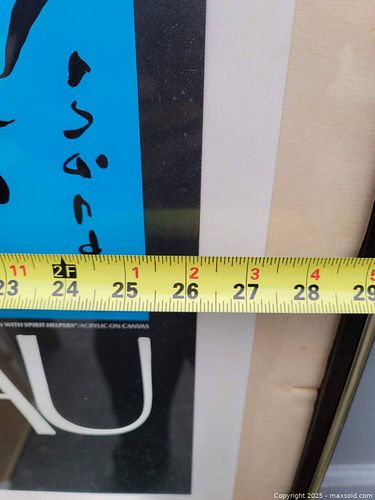 11 2F 1 2 3 4 5
23 24 25 26 27 28 29
WITH SPIRIT HELPERS" ACRYLIC ON CANVAS
AU
Copyright 2025 - maxsold.com